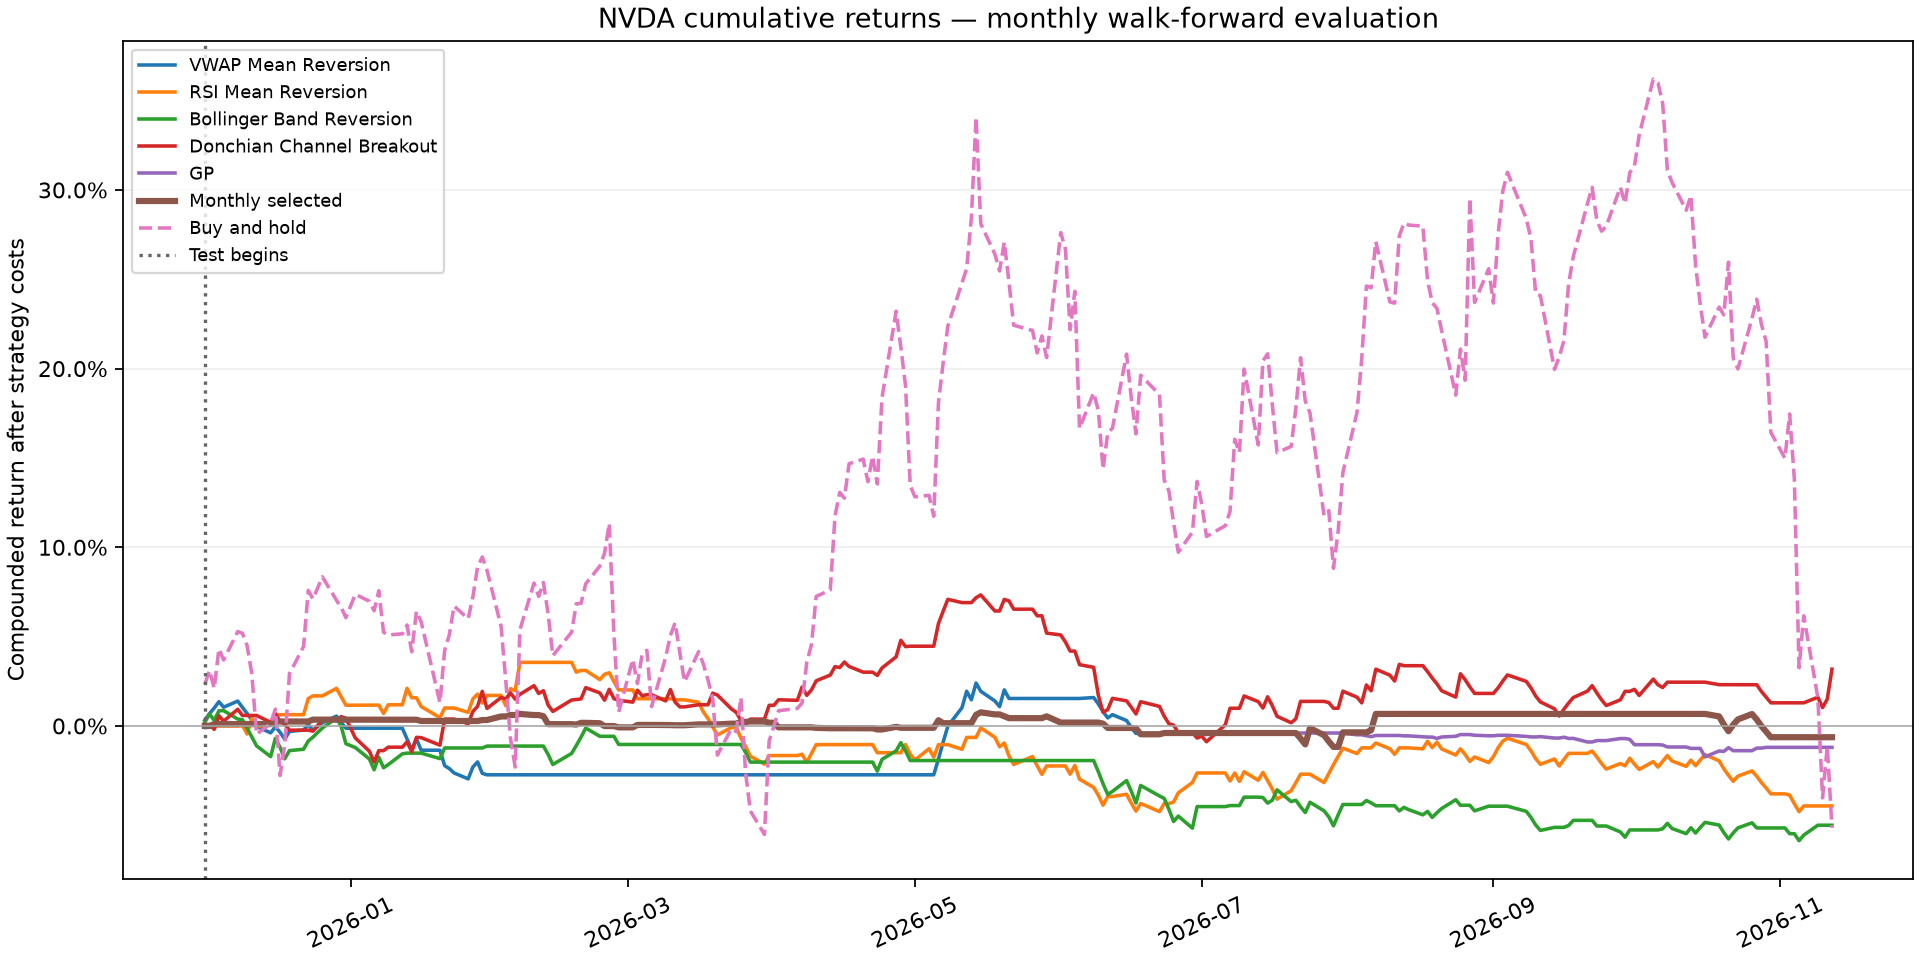 NVDA cumulative returns — monthly walk-forward evaluation
VWAP Mean Reversion
RSI Mean Reversion
Bollinger Band Reversion
Donchian Channel Breakout
GP
Monthly selected
Buy and hold
Test begins
Compounded return after strategy costs
30.0%
20.0%
10.0%
0.0%
2026-01
2026-03
2026-05
2026-07
2026-09
2026-11